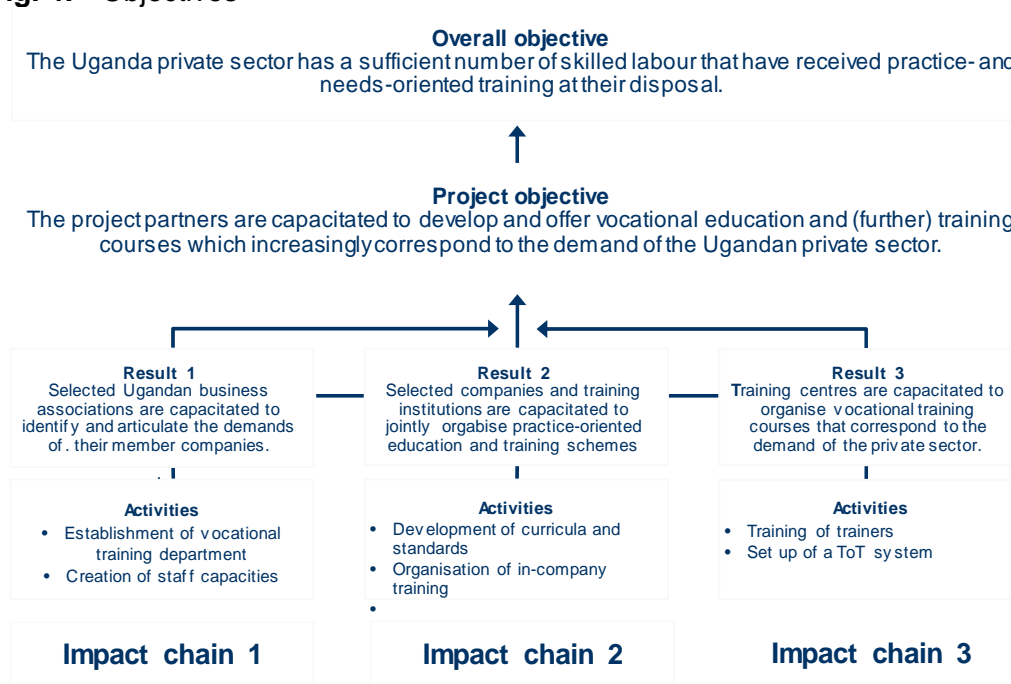 Objectives
Overall objective
The Uganda private sector has a sufficient number of skilled labour that have received practice- and
needs-oriented training at their disposal.
Project objective
The project partners are capacitated to develop and offer vocational education and (further) training
courses which increasingly correspond to the demand of the Ugandan private sector.
Result 1
Selected Ugandan business
associations are capacitated to
identify and articulate the demands
of . their member companies.
Result 2
Selected companies and training
institutions are capacitated to
jointly orgabise practice-oriented
education and training schemes
Result 3
Training centres are capacitated to
organise vocational training
courses that correspond to the
demand of the private sector.
Activities
• Establishment of vocational
training department
• Creation of staff capacities
Activities
• Development of curricula and
standards
• Organisation of in-company
training
•
Activities
• Training of trainers
• Set up of a ToT system
Impact chain 1
Impact chain 2
Impact chain 3